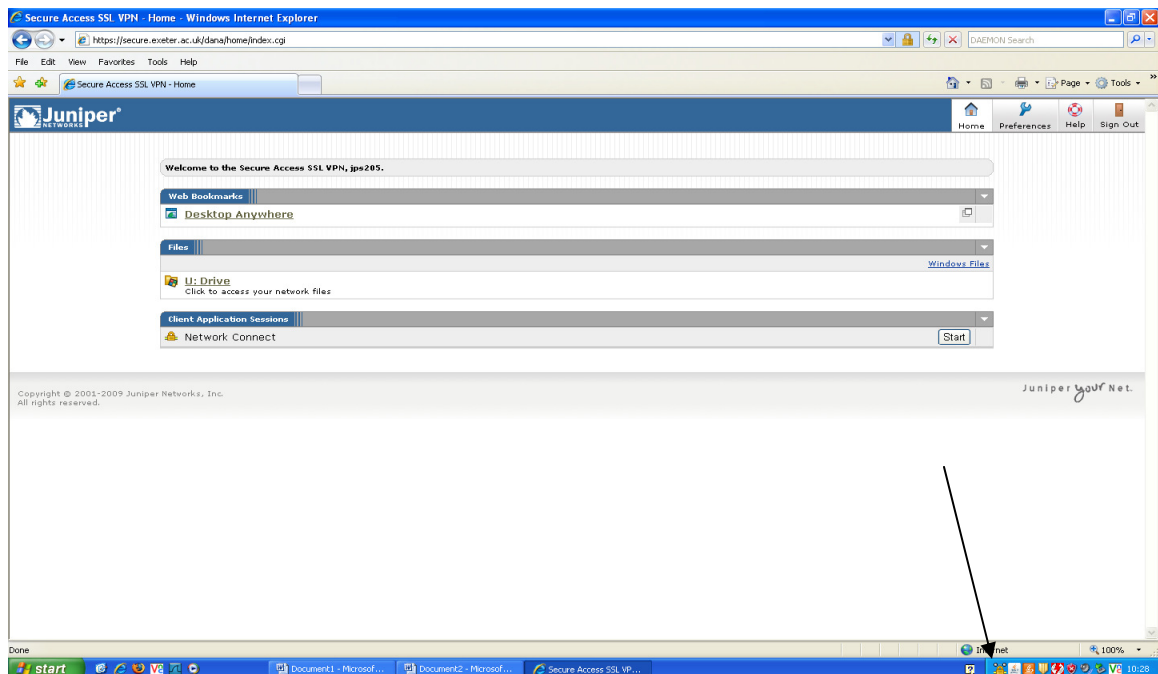 Secure Access SSL VPN - Home - Windows Internet Explorer
https://secure.exeter.ac.uk/dana/home/index.cgi
DAEMON Search
File Edit View Favorites Tools Help
Secure Access SSL VPN - Home
Page Tools
Juniper
NETWORKS
Home Preferences Help Sign Out
Welcome to the Secure Access SSL VPN, jps205.
Web Bookmarks
Desktop Anywhere
Files
Windows Files
U: Drive
Click to access your network files
Client Application Sessions
Network Connect Start
Copyright © 2001-2009 Juniper Networks, Inc.
All rights reserved.
Juniper your Net.
Done
100%
start Document1 - Microsof... Document2 - Microsof... Secure Access SSL VP... 10:28